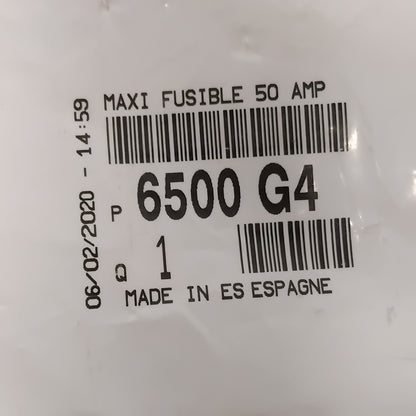 MAXI FUSIBLE 50 AMP
P 6500 G4
Q 1
MADE IN ES ESPAGNE
06/02/2020 - 14:59